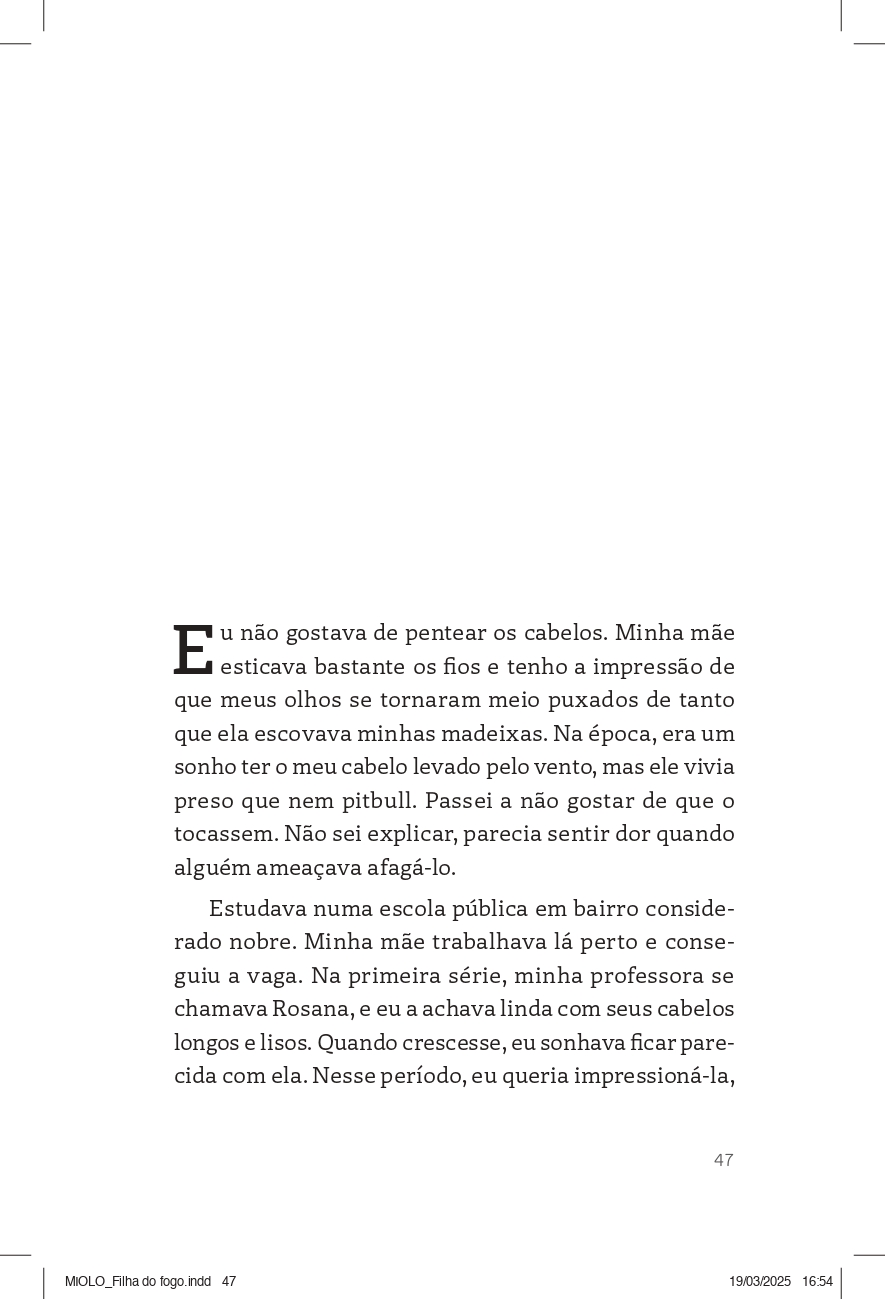 Eu não gostava de pentear os cabelos. Minha mãe
esticava bastante os fios e tenho a impressão de
que meus olhos se tornaram meio puxados de tanto
que ela escovava minhas madeixas. Na época, era um
sonho ter o meu cabelo levado pelo vento, mas ele vivia
preso que nem pitbull. Passei a não gostar de que o
tocassem. Não sei explicar, parecia sentir dor quando
alguém ameaçava afagá-lo.
Estudava numa escola pública em bairro conside-
rado nobre. Minha mãe trabalhava lá perto e conse-
guiu a vaga. Na primeira série, minha professora se
chamava Rosana, e eu a achava linda com seus cabelos
longos e lisos. Quando crescesse, eu sonhava ficar pare-
cida com ela. Nesse período, eu queria impressioná-la,
47
MIOLO_Filha do fogo.indd 47 19/03/2025 16:54